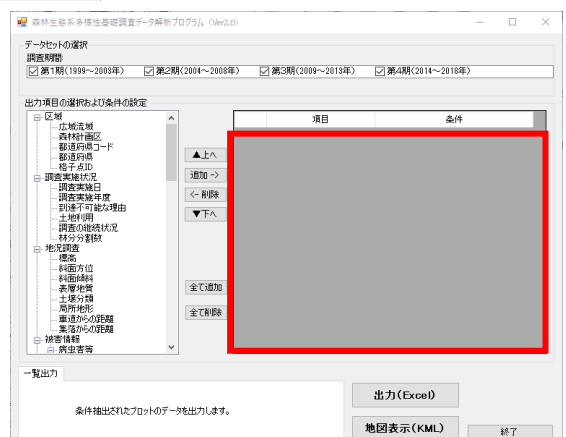 森林生態系多様性基礎調査データ解析プログラム (Ver2.0)
データセットの選択
調査期間
第1期(1999～2003年) 第2期(2004～2008年) 第3期(2009～2013年) 第4期(2014～2018年)
出力項目の選択および条件の設定
区域
広域流域
森林計画区
都道府県コード
都道府県
格子点ID
調査実施状況
調査実施日
調査実施年度
到達不可能な理由
土地利用
調査の継続状況
林分分割数
地況調査
標高
斜面方位
斜面傾斜
表層地質
土壌分類
局所地形
車道からの距離
集落からの距離
被害情報
病虫害等
▲上へ
追加 ->
<- 削除
▼下へ
全て追加
全て削除
項目 条件
一覧出力
条件抽出されたプロットのデータを出力します。
出力(Excel)
地図表示(KML)
終了